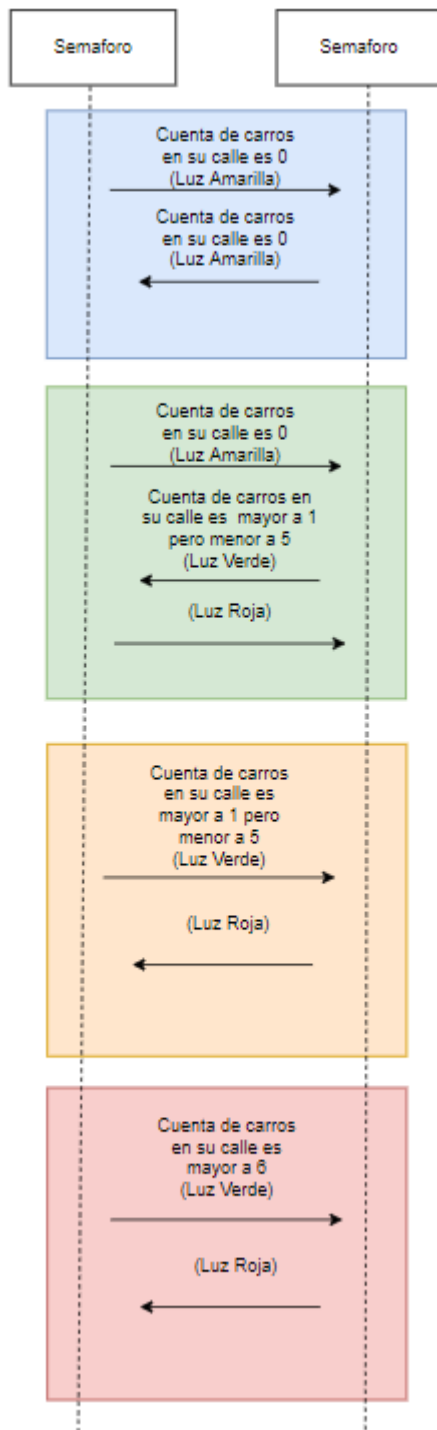 Semaforo
Semaforo
Cuenta de carros
en su calle es 0
(Luz Amarilla)
Cuenta de carros
en su calle es 0
(Luz Amarilla)
Cuenta de carros
en su calle es 0
(Luz Amarilla)
Cuenta de carros en
su calle es mayor a 1
pero menor a 5
(Luz Verde)
(Luz Roja)
Cuenta de carros
en su calle es
mayor a 1 pero
menor a 5
(Luz Verde)
(Luz Roja)
Cuenta de carros
en su calle es
mayor a 6
(Luz Verde)
(Luz Roja)